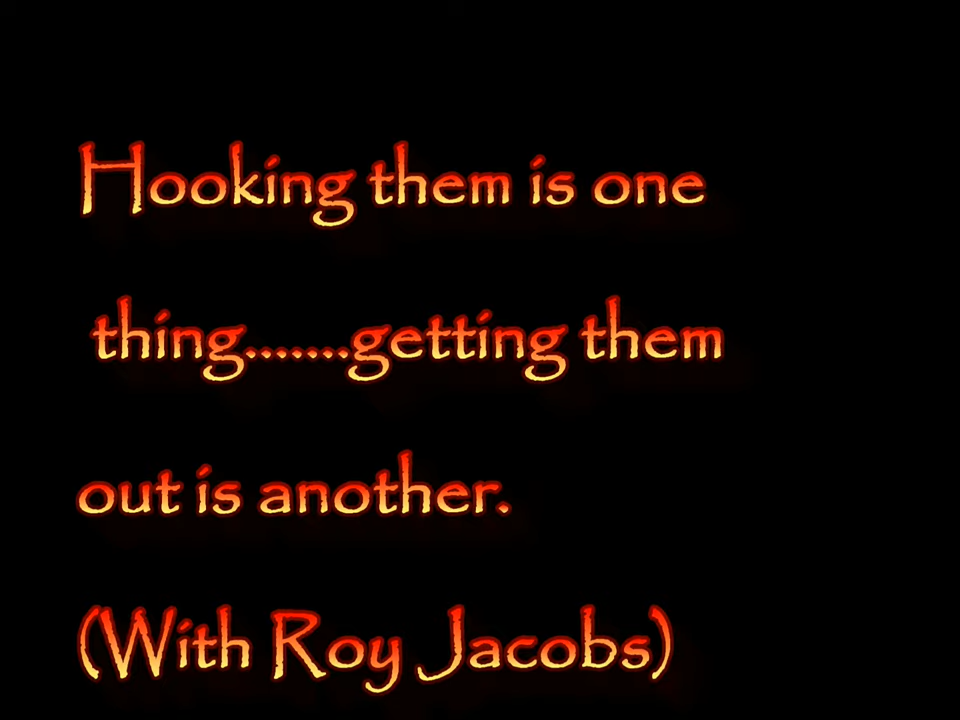 Hooking them is one
thing.......getting them
out is another.
(With Roy Jacobs)